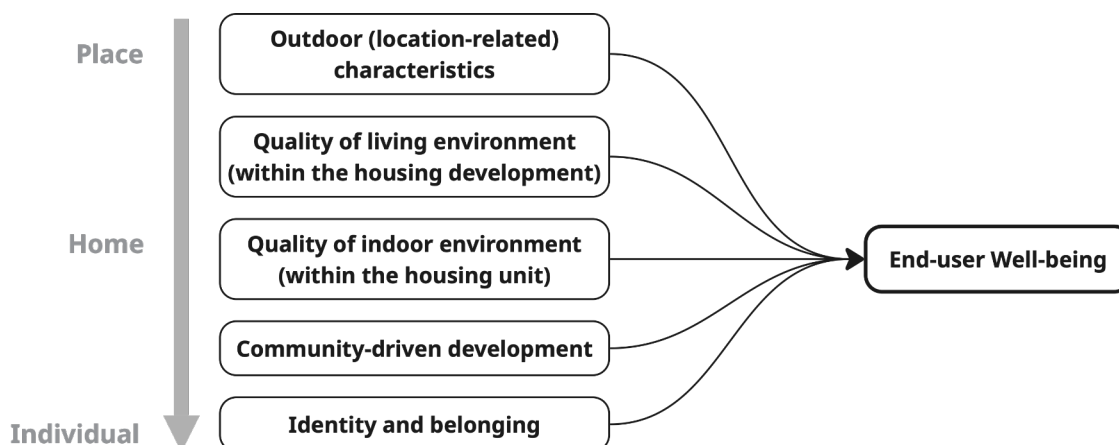 Place
Outdoor (location-related)
characteristics
Quality of living environment
(within the housing development)
Home
Quality of indoor environment
(within the housing unit)
End-user Well-being
Community-driven development
Individual
Identity and belonging